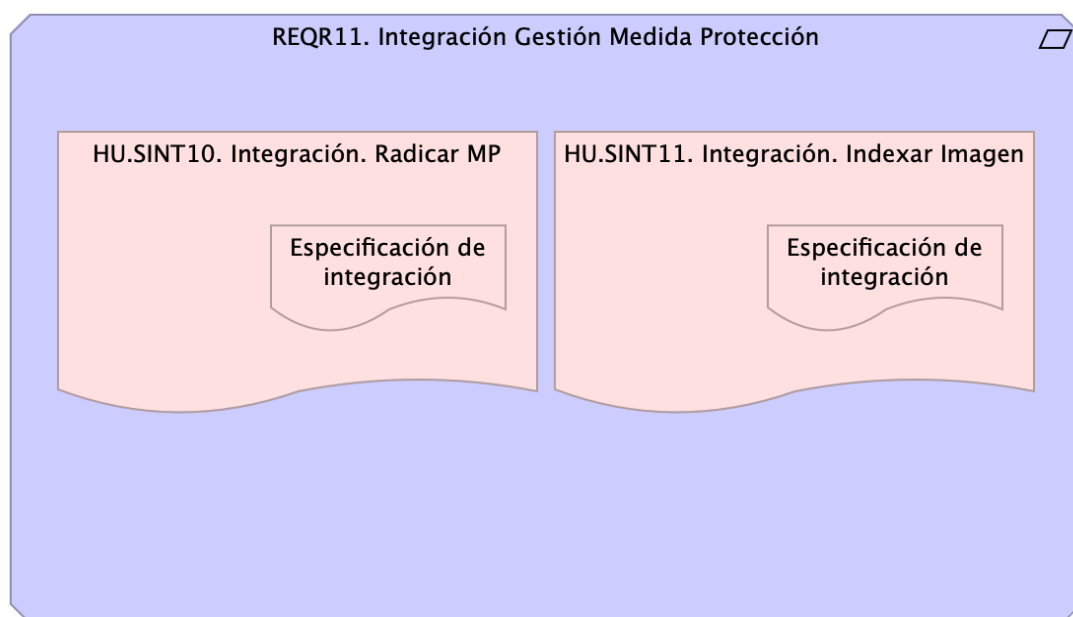 REQR11. Integración Gestión Medida Protección
HU.SINT10. Integración. Radicar MP
Especificación de
integración
HU.SINT11. Integración. Indexar Imagen
Especificación de
integración